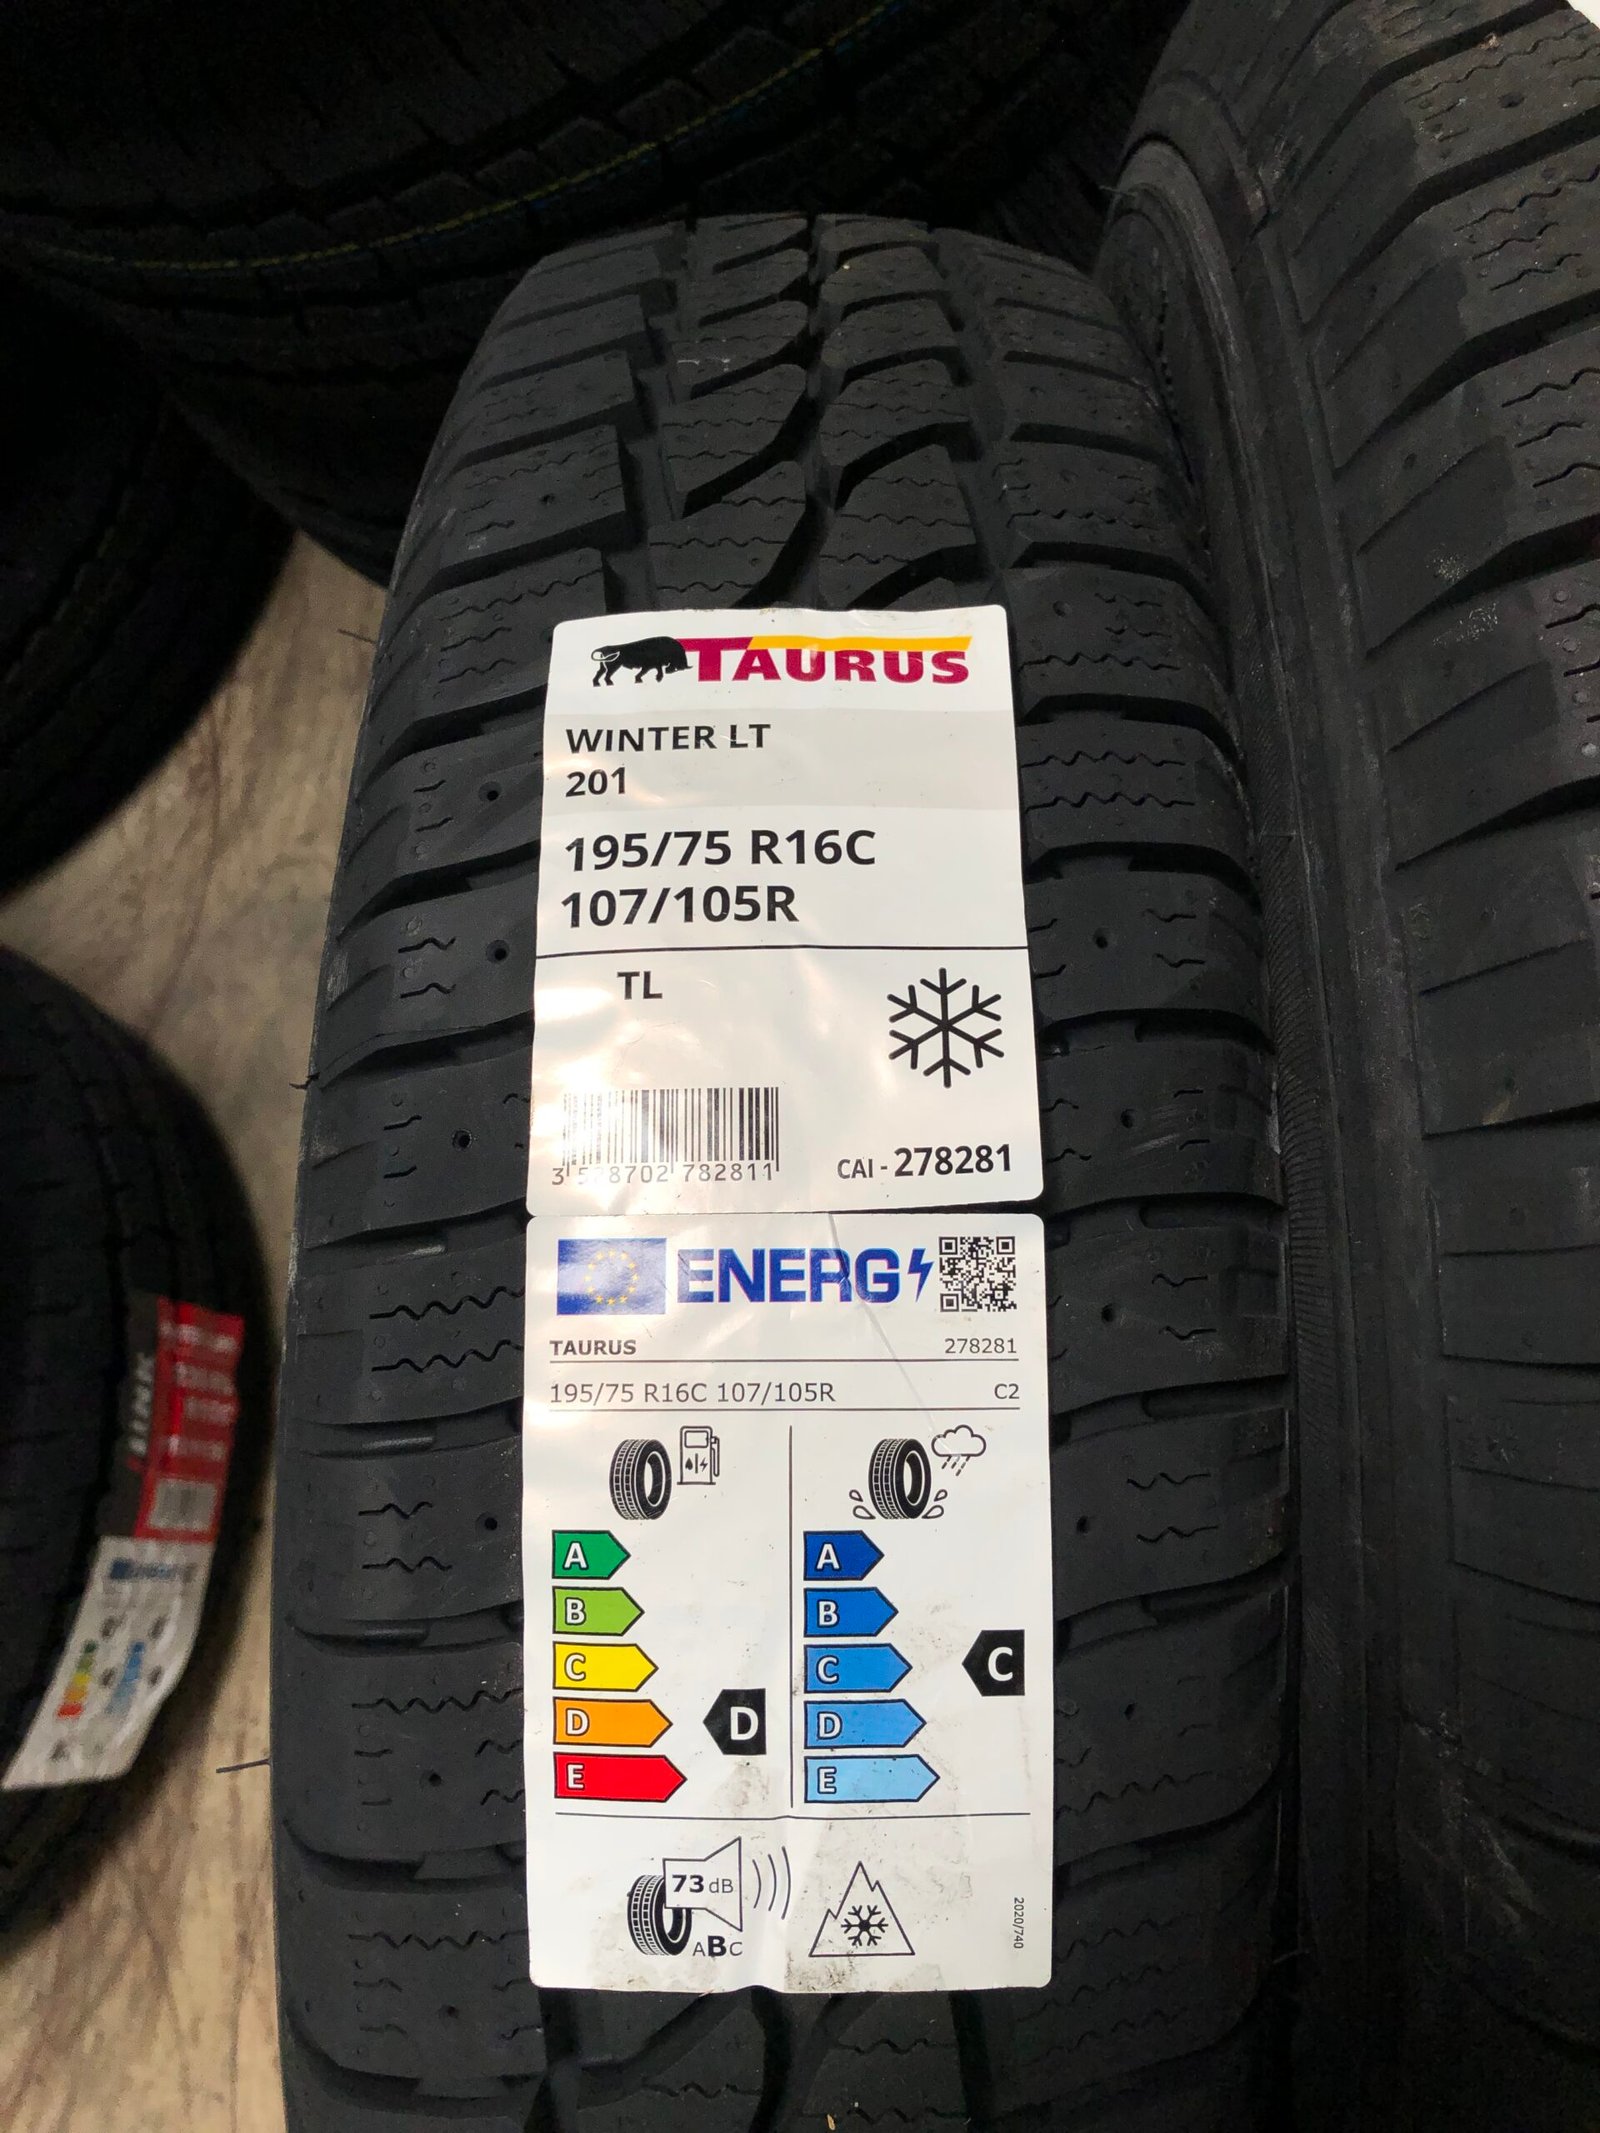 TAURUS
WINTER LT
201
195/75 R16C
107/105R
TL
CAI - 278281
ENERG
TAURUS 278281
195/75 R16C 107/105R C2
A A
B B
C C C
D D D
E E
73 dB
ABC
2020/740